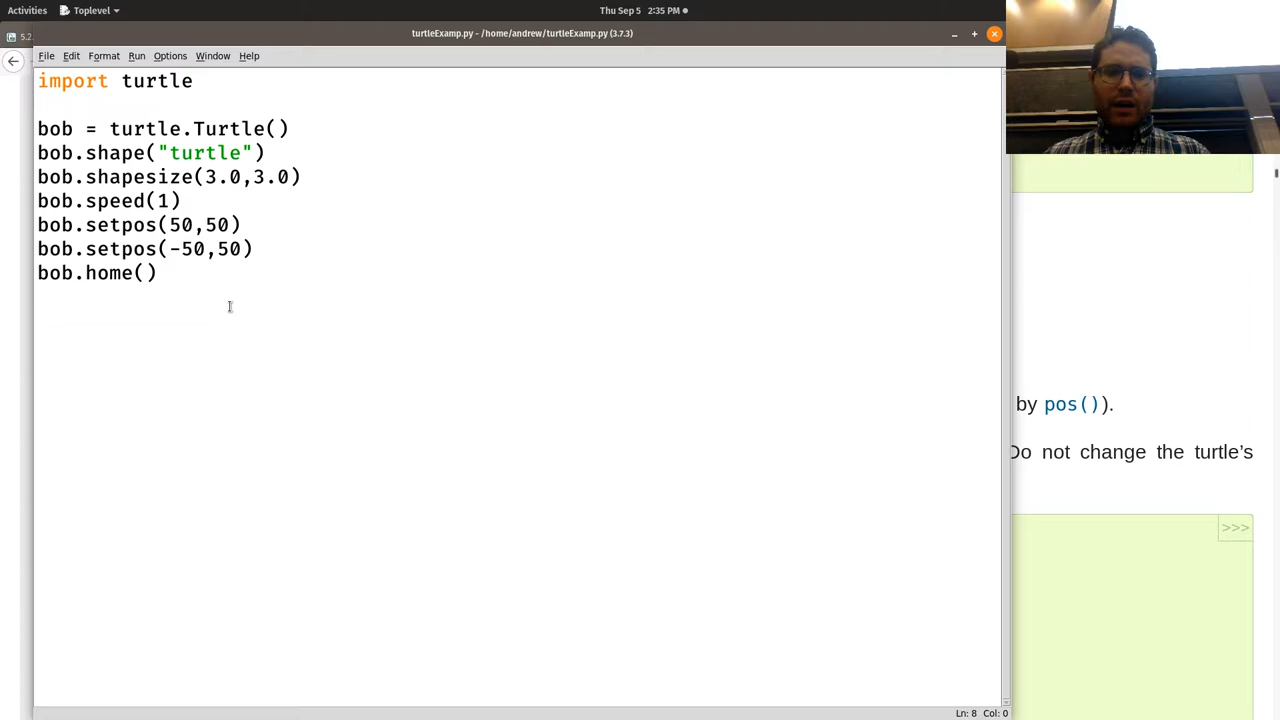 Activities Toplevel Thu Sep 5 2:35 PM
5.2
turtleExamp.py - /home/andrew/turtleExamp.py (3.7.3)
File Edit Format Run Options Window Help
import turtle
bob = turtle.Turtle()
bob.shape("turtle")
bob.shapesize(3.0,3.0)
bob.speed(1)
bob.setpos(50,50)
bob.setpos(-50,50)
bob.home()
by pos()).
Do not change the turtle’s
>>>
Ln: 8 Col: 0